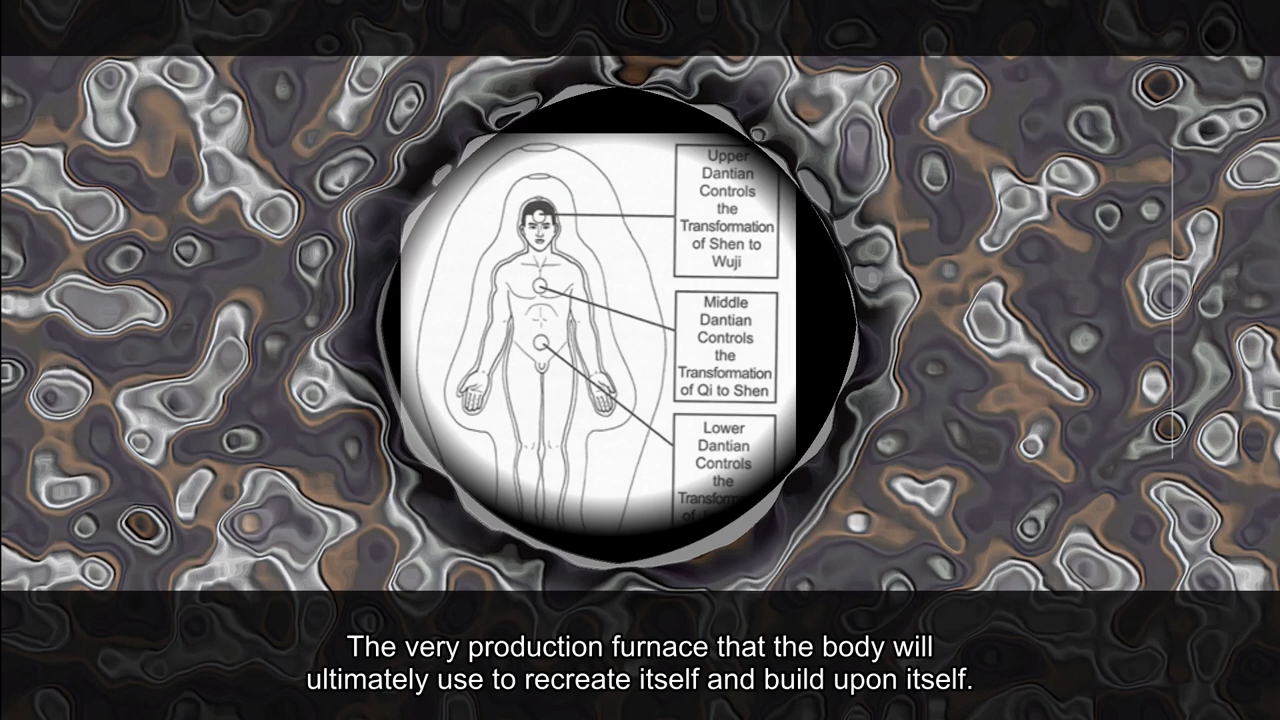 Upper
Dantian
Controls
the
Transformation
of Shen to
Wuji
Middle
Dantian
Controls
the
Transformation
of Qi to Shen
Lower
Dantian
Controls
the
of
The very production furnace that the body will
ultimately use to recreate itself and build upon itself.